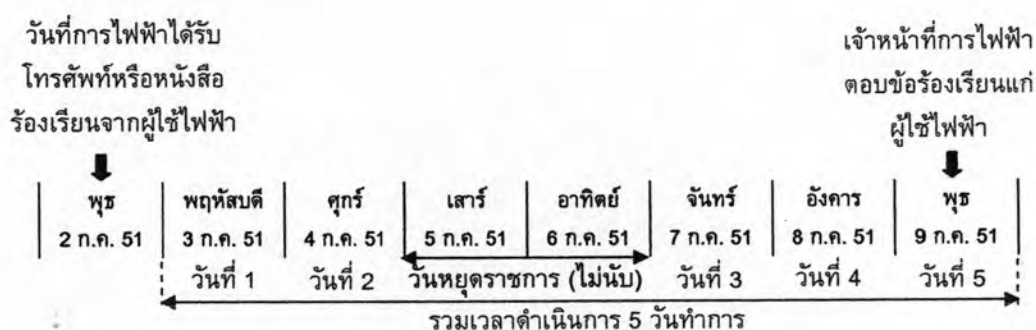 วันที่การไฟฟ้าได้รับ
โทรศัพท์หรือหนังสือ
ร้องเรียนจากผู้ใช้ไฟฟ้า
เจ้าหน้าที่การไฟฟ้า
ตอบข้อร้องเรียนแก่
ผู้ใช้ไฟฟ้า
พุธ พฤหัสบดี ศุกร์ เสาร์ อาทิตย์ จันทร์ อังคาร พุธ
2 ก.ค. 51 3 ก.ค. 51 4 ก.ค. 51 5 ก.ค. 51 6 ก.ค. 51 7 ก.ค. 51 8 ก.ค. 51 9 ก.ค. 51
วันที่ 1 วันที่ 2 วันหยุดราชการ (ไม่นับ) วันที่ 3 วันที่ 4 วันที่ 5
รวมเวลาดำเนินการ 5 วันทำการ